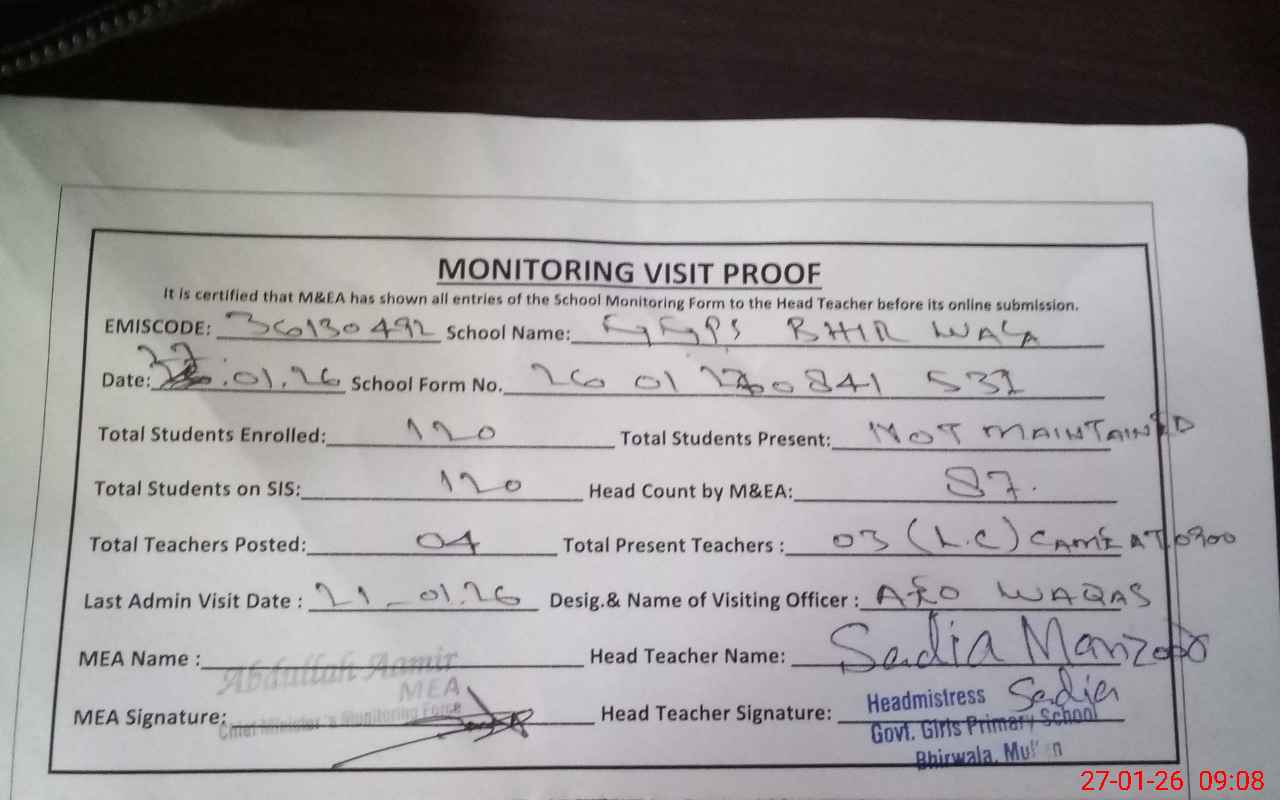 MONITORING VISIT PROOF
It is certified that M&EA has shown all entries of the School Monitoring Form to the Head Teacher before its online submission.
EMISCODE: 36130492 School Name: GGPS BHIR WALA
Date: 27.01.26 School Form No. 26 01 270841 537
Total Students Enrolled: 120 Total Students Present: NOT MAINTAINED
Total Students on SIS: 120 Head Count by M&EA: 87.
Total Teachers Posted: 04 Total Present Teachers : 03 (L.C) CAME AT 0900
Last Admin Visit Date : 21-01.26 Desig.& Name of Visiting Officer : AEO WAQAS
MEA Name : Abdullah Aamir Head Teacher Name: Sadia Manzoor
MEA
MEA Signature: Chief Minister's Monitoring Force Head Teacher Signature: Sadia
Headmistress
Govt. Girls Primary School
Bhirwala,
27-01-26 09:08